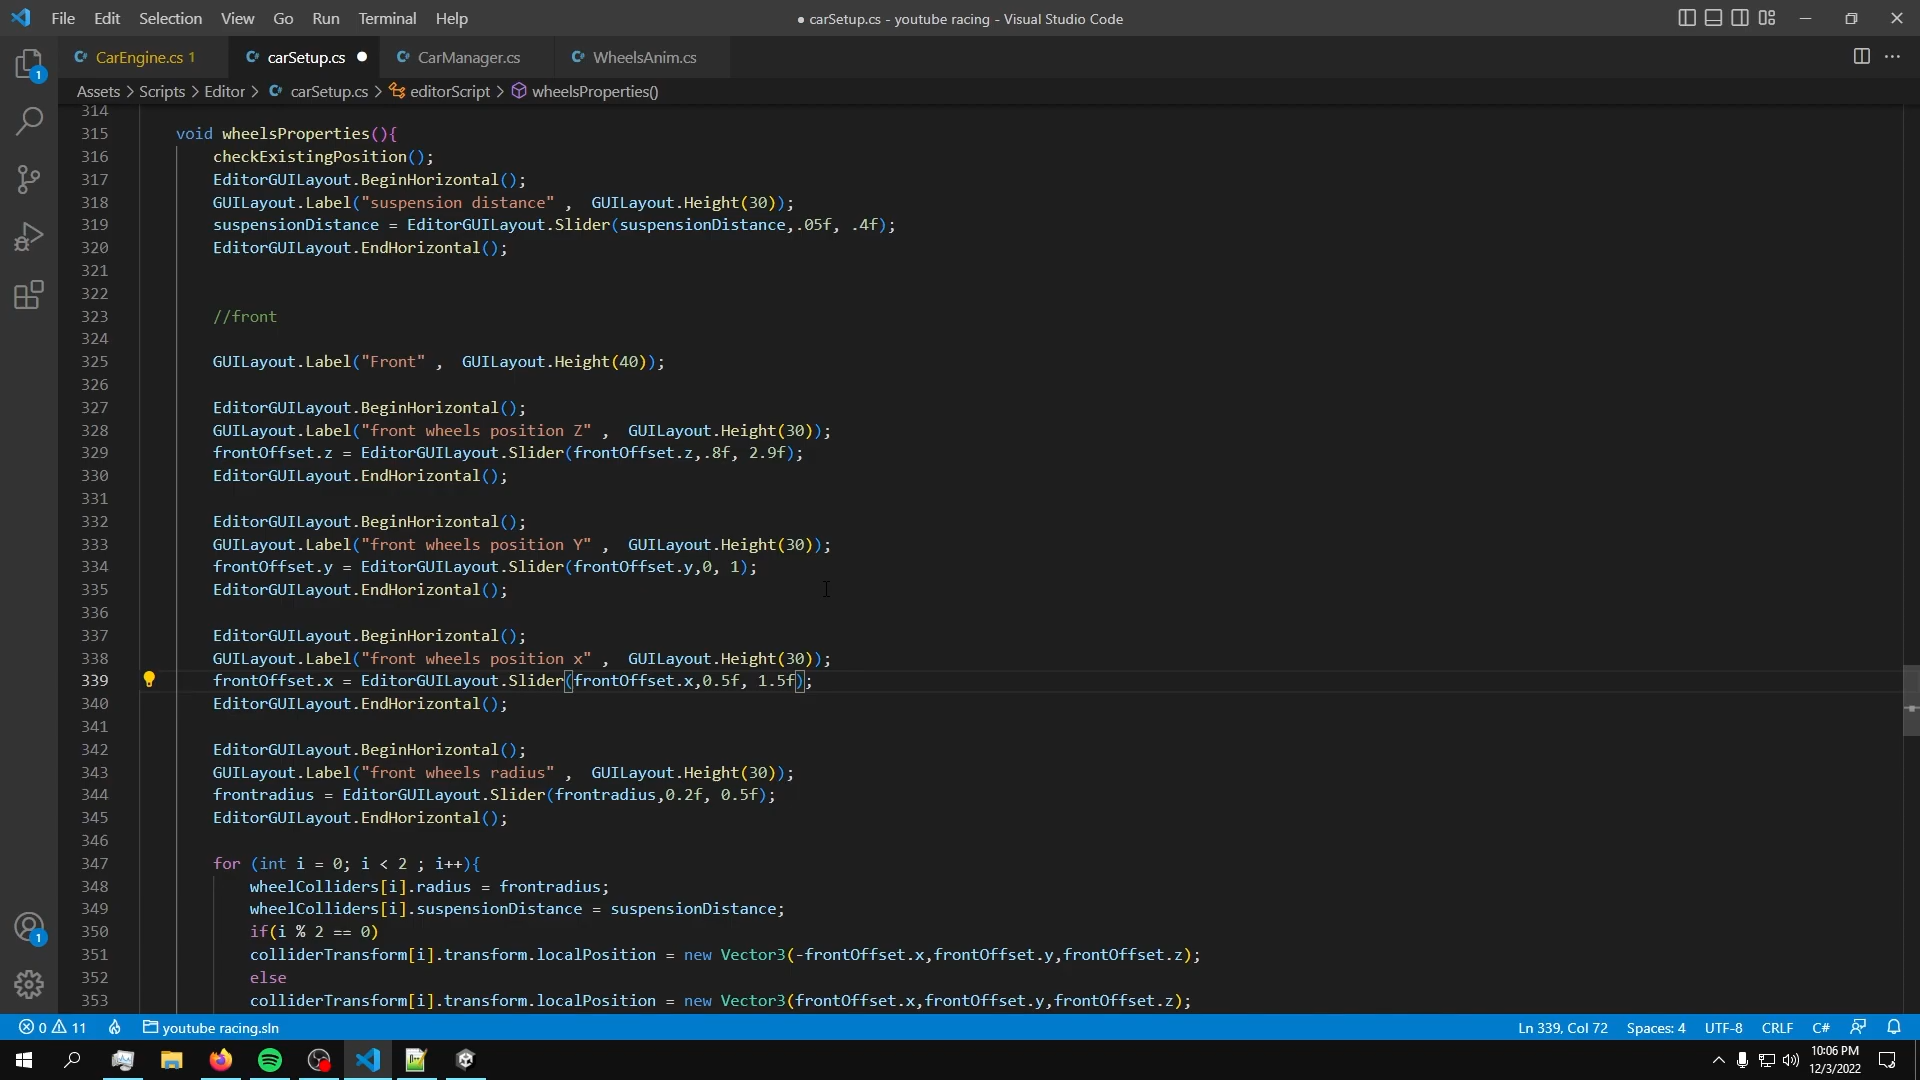 File Edit Selection View Go Run Terminal Help
● carSetup.cs - youtube racing - Visual Studio Code
CarEngine.cs 1 carSetup.cs ● CarManager.cs WheelsAnim.cs
Assets > Scripts > Editor > carSetup.cs > editorScript > wheelsProperties()
314
315 void wheelsProperties(){
316 checkExistingPosition();
317 EditorGUILayout.BeginHorizontal();
318 GUILayout.Label("suspension distance" ,  GUILayout.Height(30));
319 suspensionDistance = EditorGUILayout.Slider(suspensionDistance,.05f, .4f);
320 EditorGUILayout.EndHorizontal();
321
322
323 //front
324
325 GUILayout.Label("Front" ,  GUILayout.Height(40));
326
327 EditorGUILayout.BeginHorizontal();
328 GUILayout.Label("front wheels position Z" ,  GUILayout.Height(30));
329 frontOffset.z = EditorGUILayout.Slider(frontOffset.z,.8f, 2.9f);
330 EditorGUILayout.EndHorizontal();
331
332 EditorGUILayout.BeginHorizontal();
333 GUILayout.Label("front wheels position Y" ,  GUILayout.Height(30));
334 frontOffset.y = EditorGUILayout.Slider(frontOffset.y,0, 1);
335 EditorGUILayout.EndHorizontal();
336
337 EditorGUILayout.BeginHorizontal();
338 GUILayout.Label("front wheels position x" ,  GUILayout.Height(30));
339 frontOffset.x = EditorGUILayout.Slider(frontOffset.x,0.5f, 1.5f);
340 EditorGUILayout.EndHorizontal();
341
342 EditorGUILayout.BeginHorizontal();
343 GUILayout.Label("front wheels radius" ,  GUILayout.Height(30));
344 frontradius = EditorGUILayout.Slider(frontradius,0.2f, 0.5f);
345 EditorGUILayout.EndHorizontal();
346
347 for (int i = 0; i < 2 ; i++){
348 wheelColliders[i].radius = frontradius;
349 wheelColliders[i].suspensionDistance = suspensionDistance;
350 if(i % 2 == 0)
351 colliderTransform[i].transform.localPosition = new Vector3(-frontOffset.x,frontOffset.y,frontOffset.z);
352 else
353 colliderTransform[i].transform.localPosition = new Vector3(frontOffset.x,frontOffset.y,frontOffset.z);
1
1
0 11 youtube racing.sln Ln 339, Col 72 Spaces: 4 UTF-8 CRLF C#
10:06 PM
12/3/2022